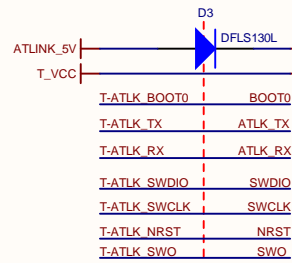 D3
ATLINK_5V DFLS130L
T_VCC
T-ATLK_BOOT0 BOOT0
T-ATLK_TX ATLK_TX
T-ATLK_RX ATLK_RX
T-ATLK_SWDIO SWDIO
T-ATLK_SWCLK SWCLK
T-ATLK_NRST NRST
T-ATLK_SWO SWO